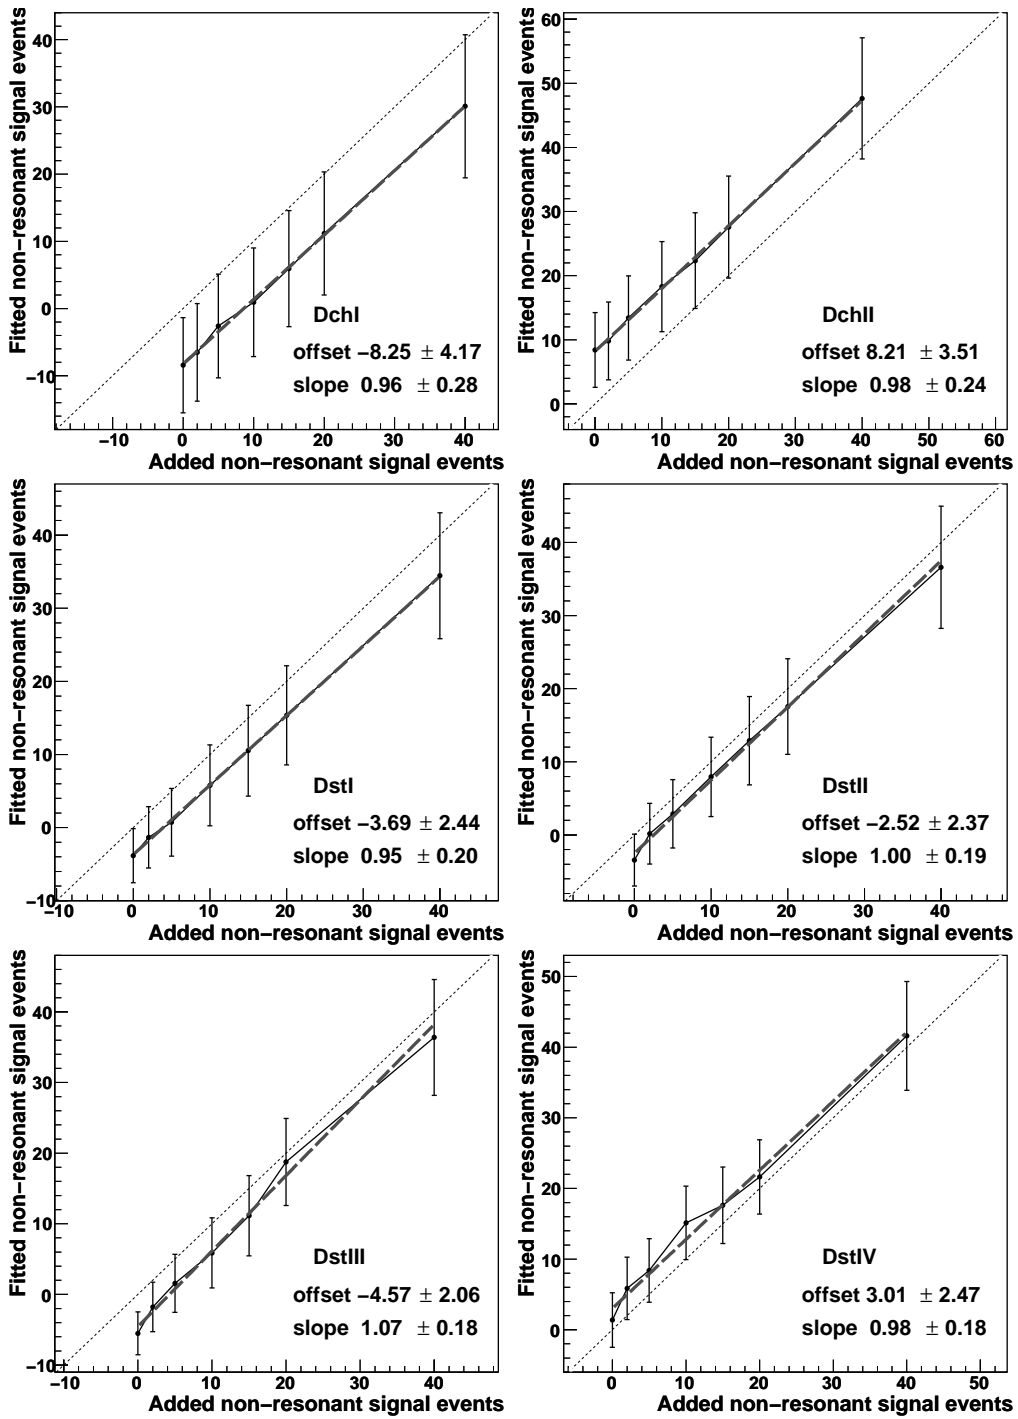 Fitted non−resonant signal events
40
30
20
10
0
−10
DchI
offset −8.25 ± 4.17
slope 0.96 ± 0.28
−10 0 10 20 30 40
Added non−resonant signal events
Fitted non−resonant signal events
60
50
40
30
20
10
0
DchII
offset 8.21 ± 3.51
slope 0.98 ± 0.24
0 10 20 30 40 50 60
Added non−resonant signal events
Fitted non−resonant signal events
40
30
20
10
0
−10
DstI
offset −3.69 ± 2.44
slope 0.95 ± 0.20
−10 0 10 20 30 40
Added non−resonant signal events
Fitted non−resonant signal events
40
30
20
10
0
DstII
offset −2.52 ± 2.37
slope 1.00 ± 0.19
0 10 20 30 40
Added non−resonant signal events
Fitted non−resonant signal events
40
30
20
10
0
−10
DstIII
offset −4.57 ± 2.06
slope 1.07 ± 0.18
−10 0 10 20 30 40
Added non−resonant signal events
Fitted non−resonant signal events
50
40
30
20
10
0
DstIV
offset 3.01 ± 2.47
slope 0.98 ± 0.18
0 10 20 30 40 50
Added non−resonant signal events